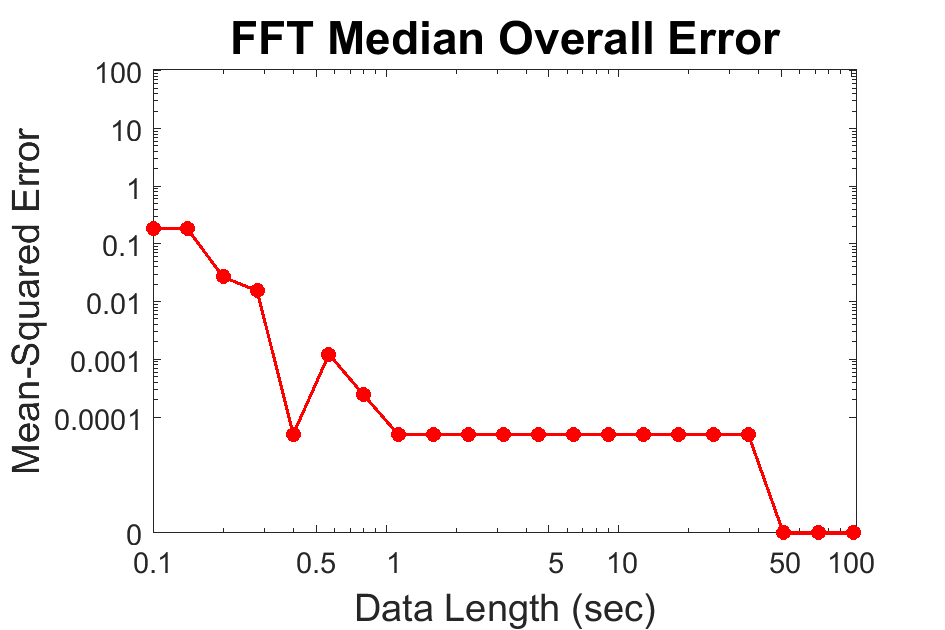 FFT Median Overall Error
100
10
1
0.1
0.01
0.001
0.0001
0
Mean-Squared Error
0.1 0.5 1 5 10 50 100
Data Length (sec)